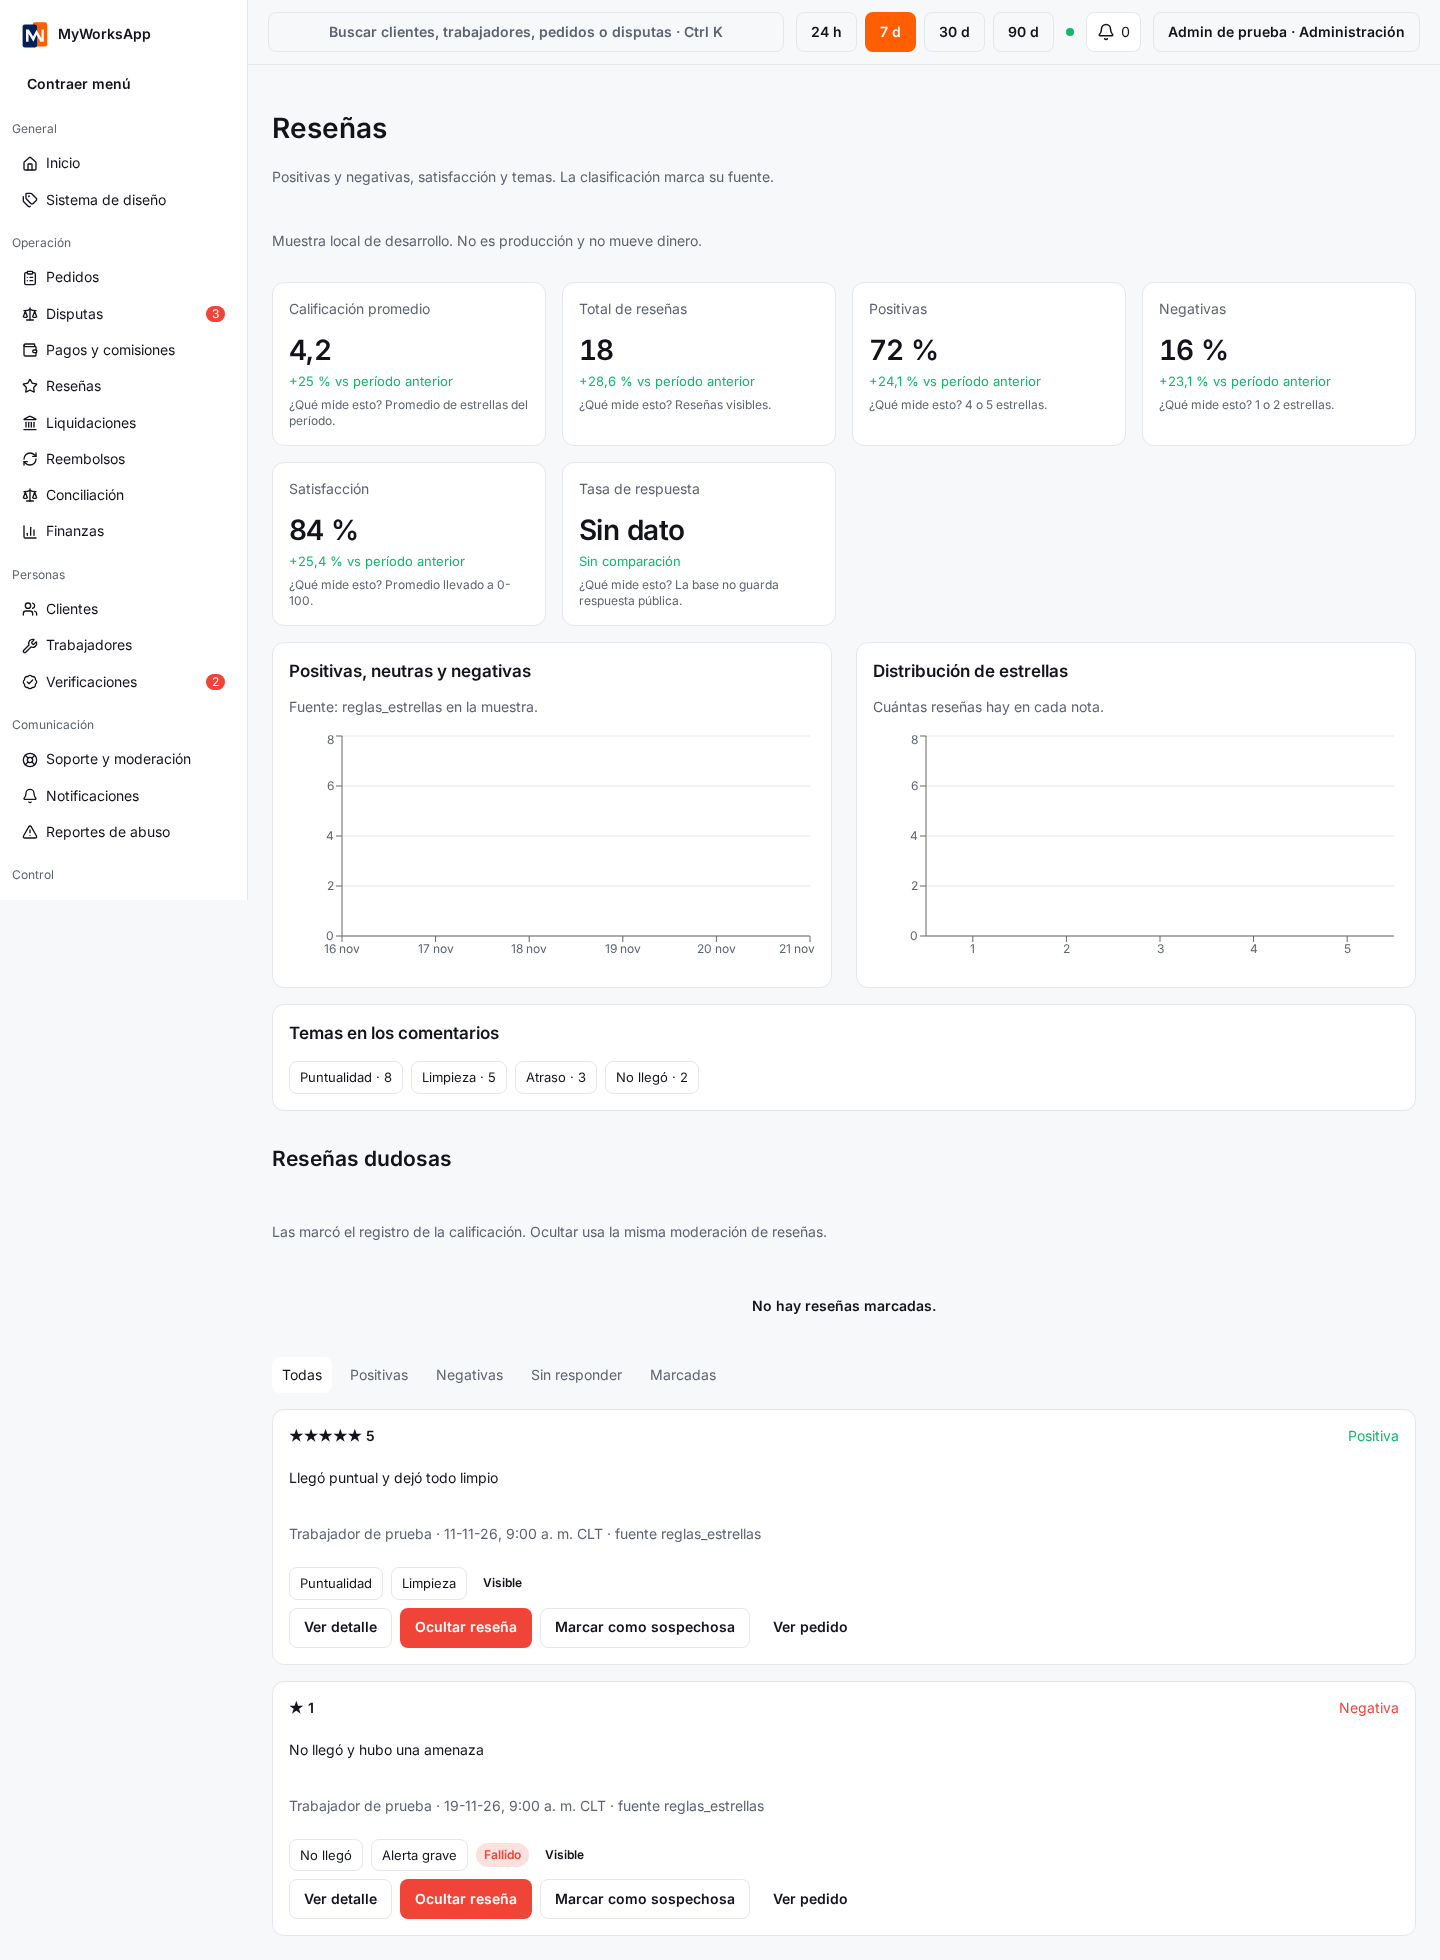 MyWorksApp
Contraer menú
General
Inicio
Sistema de diseño
Operación
Pedidos
Disputas 3
Pagos y comisiones
Reseñas
Liquidaciones
Reembolsos
Conciliación
Finanzas
Personas
Clientes
Trabajadores
Verificaciones 2
Comunicación
Soporte y moderación
Notificaciones
Reportes de abuso
Control
Buscar clientes, trabajadores, pedidos o disputas · Ctrl K
24 h
7 d
30 d
90 d
0
Admin de prueba · Administración
Reseñas
Positivas y negativas, satisfacción y temas. La clasificación marca su fuente.
Muestra local de desarrollo. No es producción y no mueve dinero.
Calificación promedio
4,2
+25 % vs período anterior
¿Qué mide esto? Promedio de estrellas del
período.
Total de reseñas
18
+28,6 % vs período anterior
¿Qué mide esto? Reseñas visibles.
Positivas
72 %
+24,1 % vs período anterior
¿Qué mide esto? 4 o 5 estrellas.
Negativas
16 %
+23,1 % vs período anterior
¿Qué mide esto? 1 o 2 estrellas.
Satisfacción
84 %
+25,4 % vs período anterior
¿Qué mide esto? Promedio llevado a 0-
100.
Tasa de respuesta
Sin dato
Sin comparación
¿Qué mide esto? La base no guarda
respuesta pública.
Positivas, neutras y negativas
Fuente: reglas_estrellas en la muestra.
8
6
4
2
0
16 nov 17 nov 18 nov 19 nov 20 nov 21 nov
Distribución de estrellas
Cuántas reseñas hay en cada nota.
8
6
4
2
0
1 2 3 4 5
Temas en los comentarios
Puntualidad · 8
Limpieza · 5
Atraso · 3
No llegó · 2
Reseñas dudosas
Las marcó el registro de la calificación. Ocultar usa la misma moderación de reseñas.
No hay reseñas marcadas.
Todas
Positivas
Negativas
Sin responder
Marcadas
★★★★★ 5
Positiva
Llegó puntual y dejó todo limpio
Trabajador de prueba · 11-11-26, 9:00 a. m. CLT · fuente reglas_estrellas
Puntualidad
Limpieza
Visible
Ver detalle
Ocultar reseña
Marcar como sospechosa
Ver pedido
★ 1
Negativa
No llegó y hubo una amenaza
Trabajador de prueba · 19-11-26, 9:00 a. m. CLT · fuente reglas_estrellas
No llegó
Alerta grave
Fallido
Visible
Ver detalle
Ocultar reseña
Marcar como sospechosa
Ver pedido